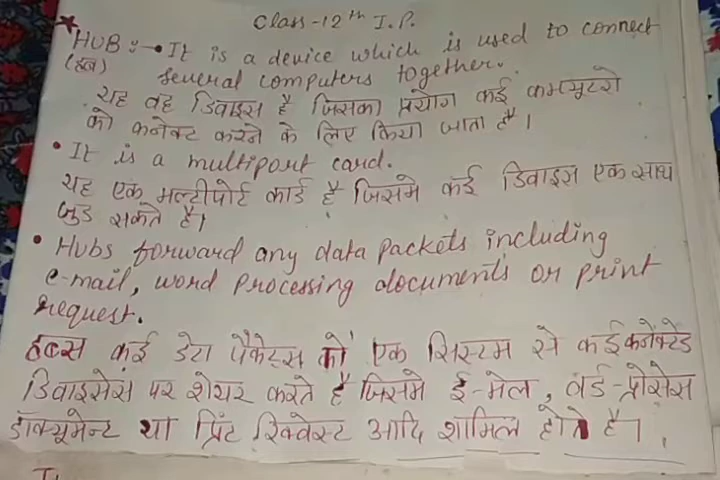 Class-12th I.P.
* HUB :- • It is a device which is used to connect
(हब) several computers together.
यह वह डिवाइस है जिसका प्रयोग कई कम्प्यूटरो
को कनेक्ट करने के लिए किया जाता है।
• It is a multiport card.
यह एक मल्टीपोर्ट कार्ड है जिसमे कई डिवाइस एक साथ
जुड सकते है।
• Hubs forward any data packets including
e-mail, word processing documents or print
request.
हब्स कई डेटा पैकेट्स को एक सिस्टम से कई कनेक्टेड
डिवाइसेस पर शेयर करते है जिसमे ई-मेल, वर्ड-प्रोसेस
डॉक्यूमेन्ट या प्रिंट रिक्वेस्ट आदि शामिल होते है।